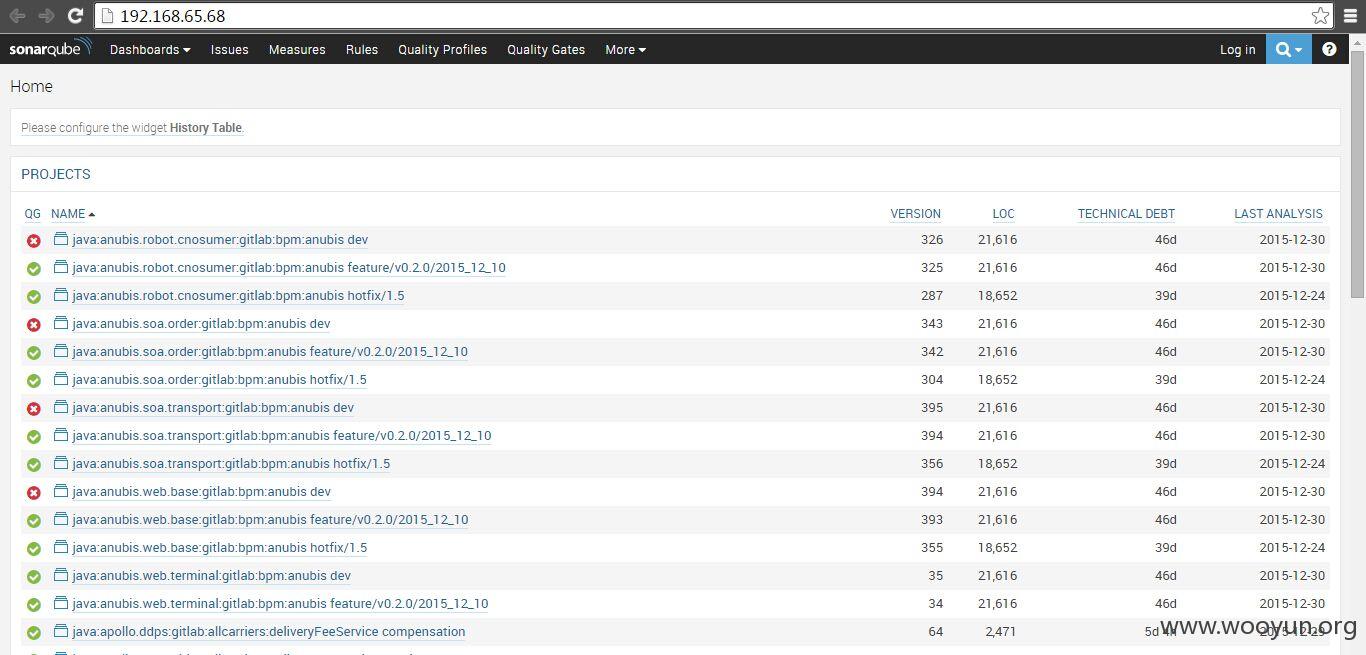 192.168.65.68
sonarqube Dashboards Issues Measures Rules Quality Profiles Quality Gates More Log in
Home
Please configure the widget History Table.
PROJECTS
QG NAME VERSION LOC TECHNICAL DEBT LAST ANALYSIS
java:anubis.robot.cnosumer:gitlab:bpm:anubis dev 326 21,616 46d 2015-12-30
java:anubis.robot.cnosumer:gitlab:bpm:anubis feature/v0.2.0/2015_12_10 325 21,616 46d 2015-12-30
java:anubis.robot.cnosumer:gitlab:bpm:anubis hotfix/1.5 287 18,652 39d 2015-12-24
java:anubis.soa.order:gitlab:bpm:anubis dev 343 21,616 46d 2015-12-30
java:anubis.soa.order:gitlab:bpm:anubis feature/v0.2.0/2015_12_10 342 21,616 46d 2015-12-30
java:anubis.soa.order:gitlab:bpm:anubis hotfix/1.5 304 18,652 39d 2015-12-24
java:anubis.soa.transport:gitlab:bpm:anubis dev 395 21,616 46d 2015-12-30
java:anubis.soa.transport:gitlab:bpm:anubis feature/v0.2.0/2015_12_10 394 21,616 46d 2015-12-30
java:anubis.soa.transport:gitlab:bpm:anubis hotfix/1.5 356 18,652 39d 2015-12-24
java:anubis.web.base:gitlab:bpm:anubis dev 394 21,616 46d 2015-12-30
java:anubis.web.base:gitlab:bpm:anubis feature/v0.2.0/2015_12_10 393 21,616 46d 2015-12-30
java:anubis.web.base:gitlab:bpm:anubis hotfix/1.5 355 18,652 39d 2015-12-24
java:anubis.web.terminal:gitlab:bpm:anubis dev 35 21,616 46d 2015-12-30
java:anubis.web.terminal:gitlab:bpm:anubis feature/v0.2.0/2015_12_10 34 21,616 46d 2015-12-30
java:apollo.ddps:gitlab:allcarriers:deliveryFeeService compensation 64 2,471 5d
www.wooyun.org